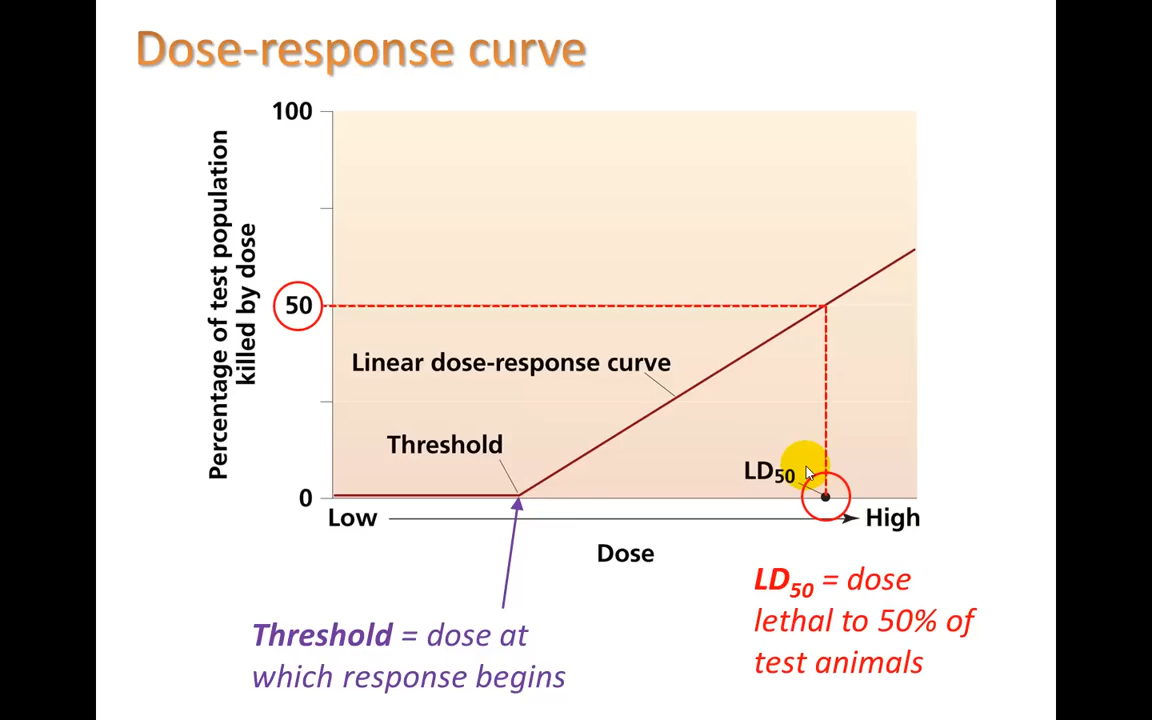 Dose-response curve
100
Percentage of test population
killed by dose
50
Linear dose-response curve
Threshold
LD50
0
Low
High
Dose
LD50 = dose
lethal to 50% of
test animals
Threshold = dose at
which response begins